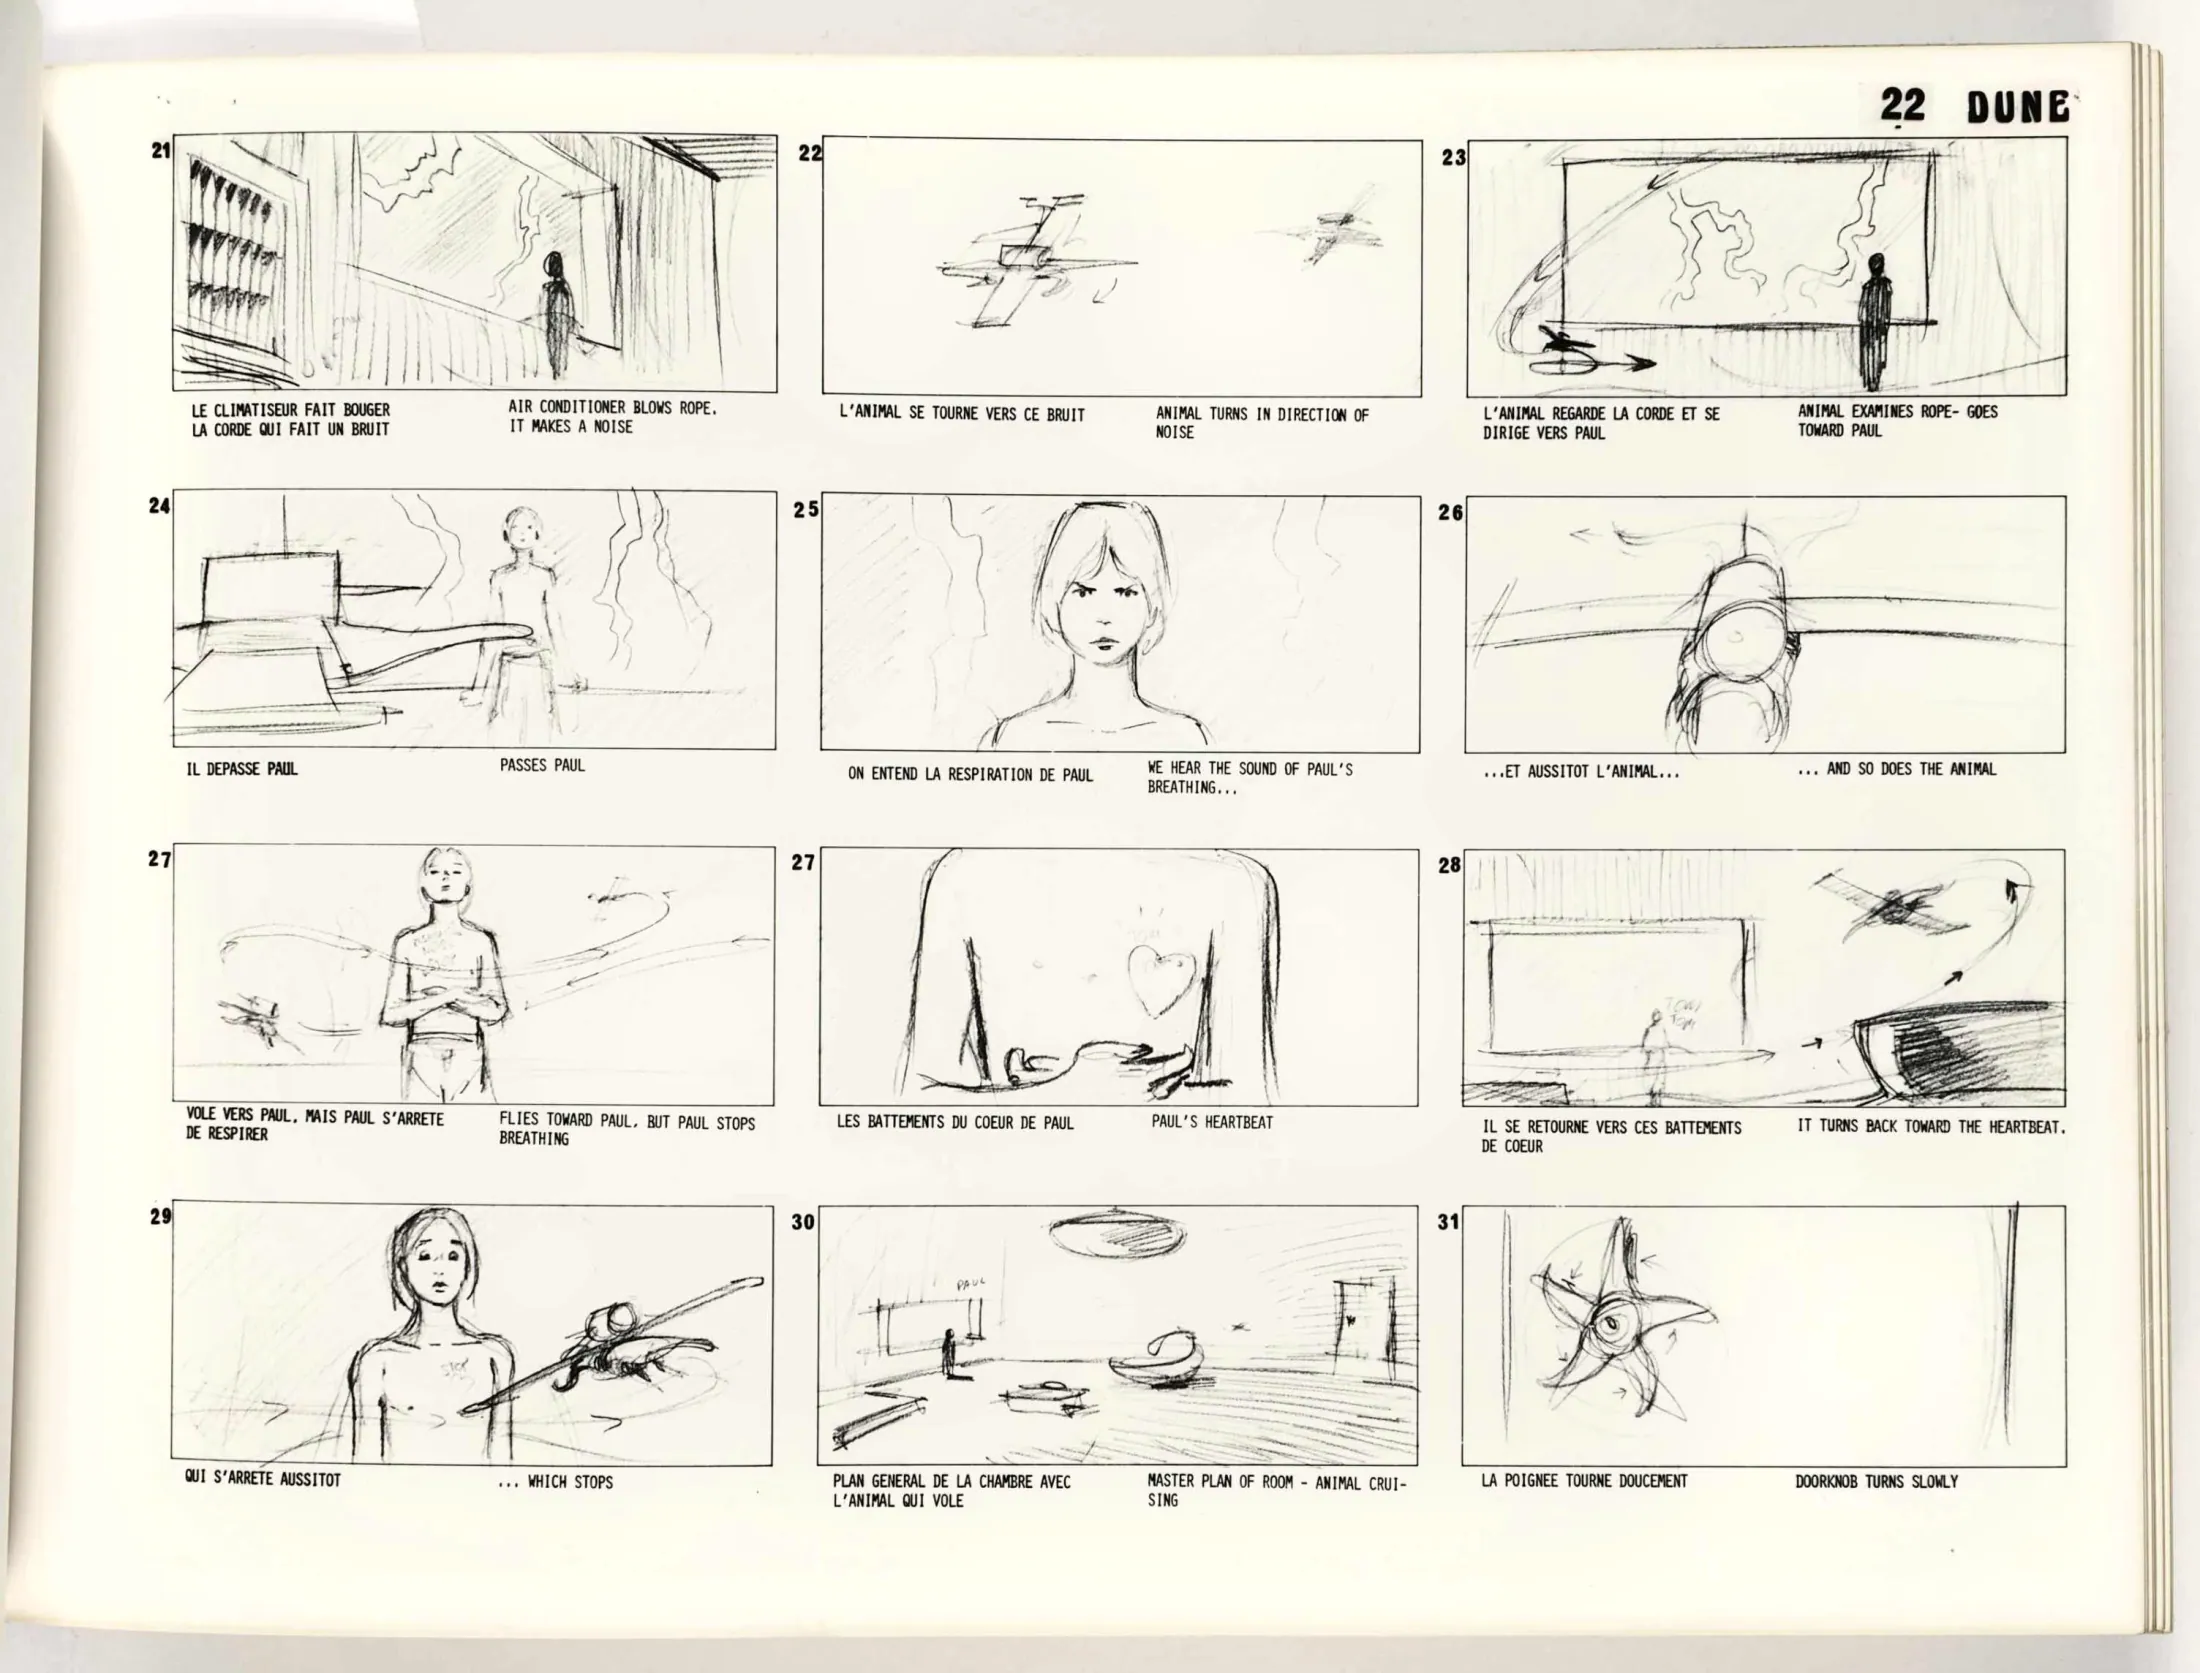 22 DUNE
21
LE CLIMATISEUR FAIT BOUGER
LA CORDE QUI FAIT UN BRUIT
AIR CONDITIONER BLOWS ROPE.
IT MAKES A NOISE
22
L'ANIMAL SE TOURNE VERS CE BRUIT
ANIMAL TURNS IN DIRECTION OF
NOISE
23
L'ANIMAL REGARDE LA CORDE ET SE
DIRIGE VERS PAUL
ANIMAL EXAMINES ROPE- GOES
TOWARD PAUL
24
IL DEPASSE PAUL
PASSES PAUL
25
ON ENTEND LA RESPIRATION DE PAUL
WE HEAR THE SOUND OF PAUL'S
BREATHING...
26
...ET AUSSITOT L'ANIMAL...
... AND SO DOES THE ANIMAL
27
VOLE VERS PAUL, MAIS PAUL S'ARRETE
DE RESPIRER
FLIES TOWARD PAUL, BUT PAUL STOPS
BREATHING
27
LES BATTEMENTS DU COEUR DE PAUL
PAUL'S HEARTBEAT
28
IL SE RETOURNE VERS CES BATTEMENTS
DE COEUR
IT TURNS BACK TOWARD THE HEARTBEAT.
29
QUI S'ARRETE AUSSITOT
... WHICH STOPS
30
PAUL
PLAN GENERAL DE LA CHAMBRE AVEC
L'ANIMAL QUI VOLE
MASTER PLAN OF ROOM - ANIMAL CRUI-
SING
31
LA POIGNEE TOURNE DOUCEMENT
DOORKNOB TURNS SLOWLY